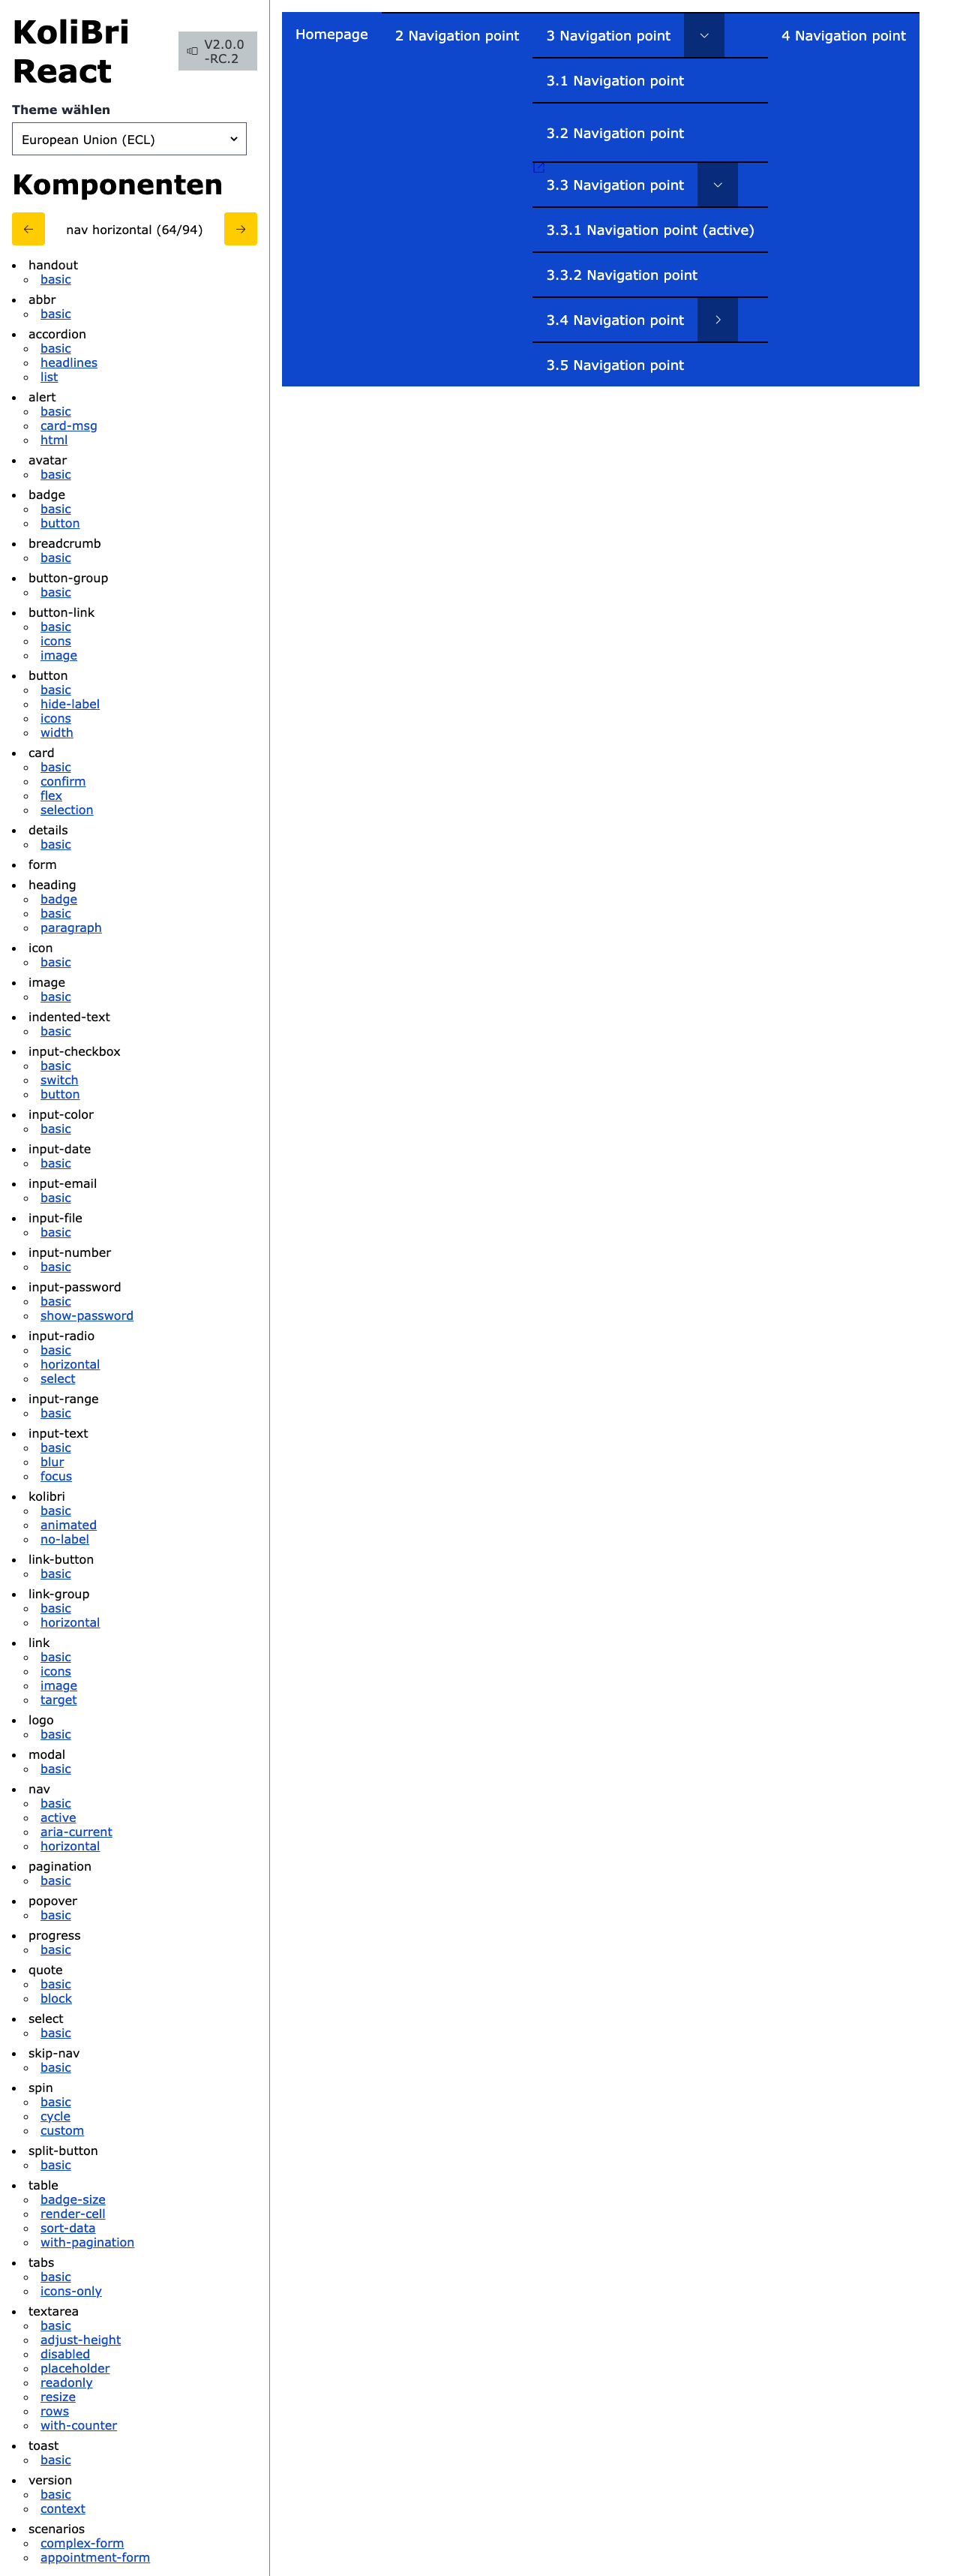 KoliBri
React
V2.0.0
-RC.2
Theme wählen
European Union (ECL)
Komponenten
nav horizontal (64/94)
handout
basic
abbr
basic
accordion
basic
headlines
list
alert
basic
card-msg
html
avatar
basic
badge
basic
button
breadcrumb
basic
button-group
basic
button-link
basic
icons
image
button
basic
hide-label
icons
width
card
basic
confirm
flex
selection
details
basic
form
heading
badge
basic
paragraph
icon
basic
image
basic
indented-text
basic
input-checkbox
basic
switch
button
input-color
basic
input-date
basic
input-email
basic
input-file
basic
input-number
basic
input-password
basic
show-password
input-radio
basic
horizontal
select
input-range
basic
input-text
basic
blur
focus
kolibri
basic
animated
no-label
link-button
basic
link-group
basic
horizontal
link
basic
icons
image
target
logo
basic
modal
basic
nav
basic
active
aria-current
horizontal
pagination
basic
popover
basic
progress
basic
quote
basic
block
select
basic
skip-nav
basic
spin
basic
cycle
custom
split-button
basic
table
badge-size
render-cell
sort-data
with-pagination
tabs
basic
icons-only
textarea
basic
adjust-height
disabled
placeholder
readonly
resize
rows
with-counter
toast
basic
version
basic
context
scenarios
complex-form
appointment-form
Homepage
2 Navigation point
3 Navigation point
3.1 Navigation point
3.2 Navigation point
3.3 Navigation point
3.3.1 Navigation point (active)
3.3.2 Navigation point
3.4 Navigation point
3.5 Navigation point
4 Navigation point